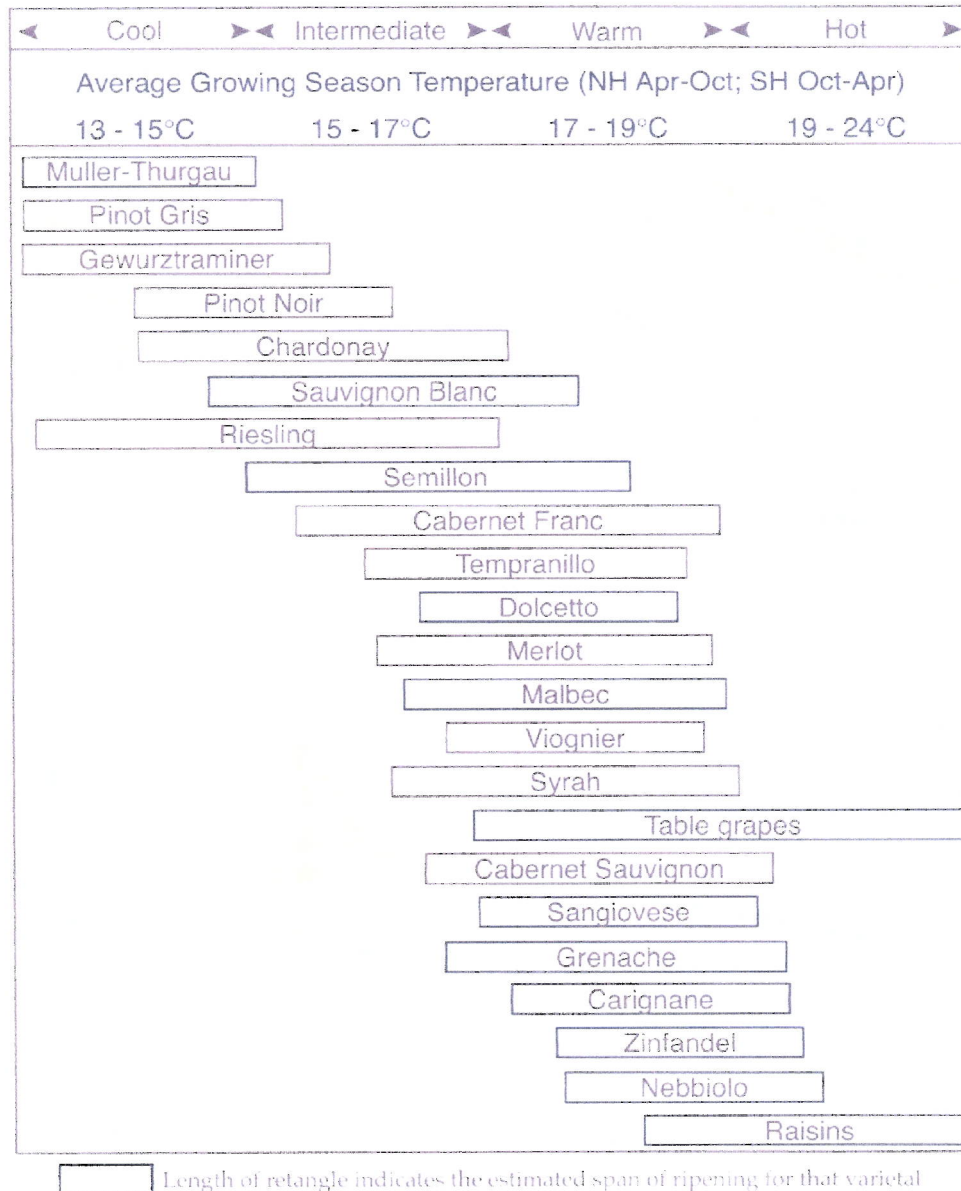 Cool Intermediate Warm Hot
Average Growing Season Temperature (NH Apr-Oct; SH Oct-Apr)
13 - 15°C 15 - 17°C 17 - 19°C 19 - 24°C
Muller-Thurgau
Pinot Gris
Gewurztraminer
Pinot Noir
Chardonay
Sauvignon Blanc
Riesling
Semillon
Cabernet Franc
Tempranillo
Dolcetto
Merlot
Malbec
Viognier
Syrah
Table grapes
Cabernet Sauvignon
Sangiovese
Grenache
Carignane
Zinfandel
Nebbiolo
Raisins
Length of retangle indicates the estimated span of ripening for that varietal